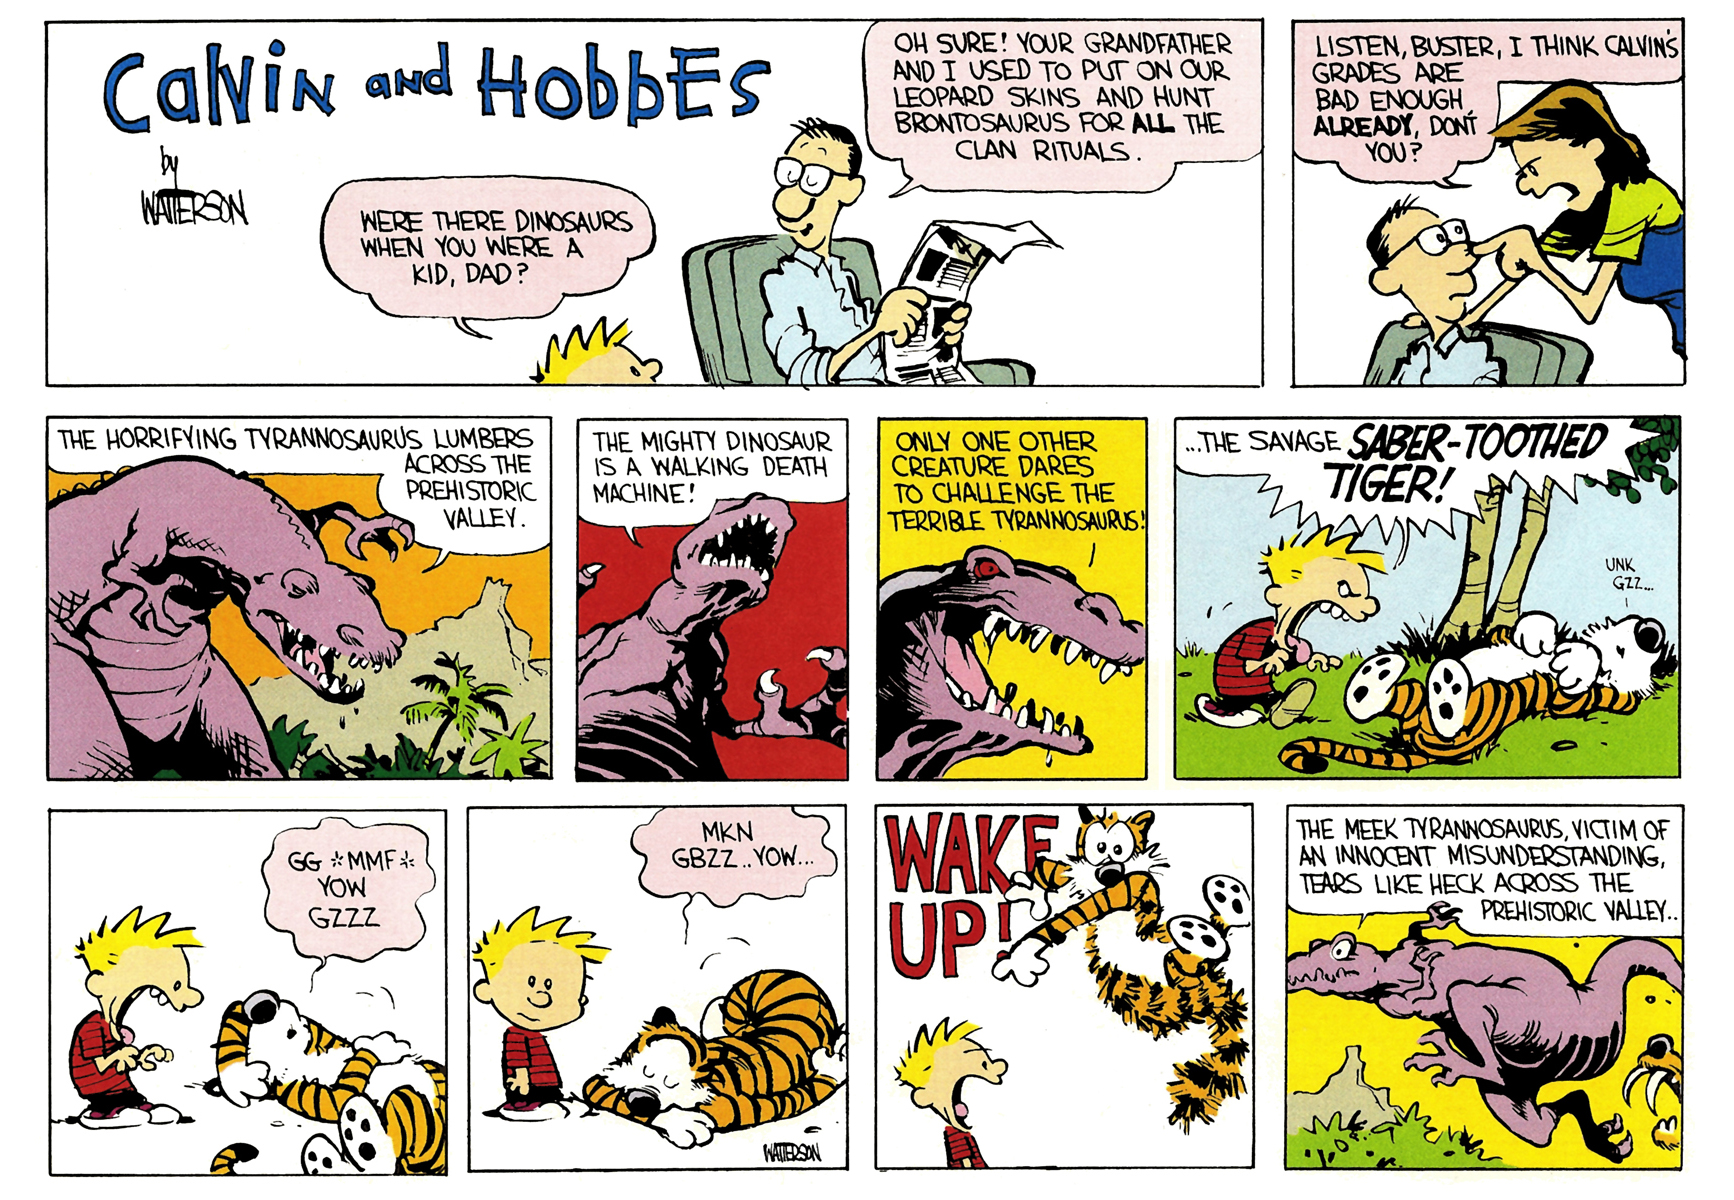 Calvin and HobbEs
by
WATTERSON
WERE THERE DINOSAURS
WHEN YOU WERE A
KID, DAD?
OH SURE! YOUR GRANDFATHER
AND I USED TO PUT ON OUR
LEOPARD SKINS AND HUNT
BRONTOSAURUS FOR ALL THE
CLAN RITUALS.
LISTEN, BUSTER, I THINK CALVIN'S
GRADES ARE
BAD ENOUGH
ALREADY, DON'T
YOU?
THE HORRIFYING TYRANNOSAURUS LUMBERS
ACROSS THE
PREHISTORIC
VALLEY.
THE MIGHTY DINOSAUR
IS A WALKING DEATH
MACHINE!
ONLY ONE OTHER
CREATURE DARES
TO CHALLENGE THE
TERRIBLE TYRANNOSAURUS!
...THE SAVAGE SABER-TOOTHED
TIGER!
UNK
GZZ...
GG *MMF*
YOW
GZZZ
MKN
GBZZ..YOW...
WATTERSON
WAKE
UP!
THE MEEK TYRANNOSAURUS, VICTIM OF
AN INNOCENT MISUNDERSTANDING,
TEARS LIKE HECK ACROSS THE
PREHISTORIC VALLEY..